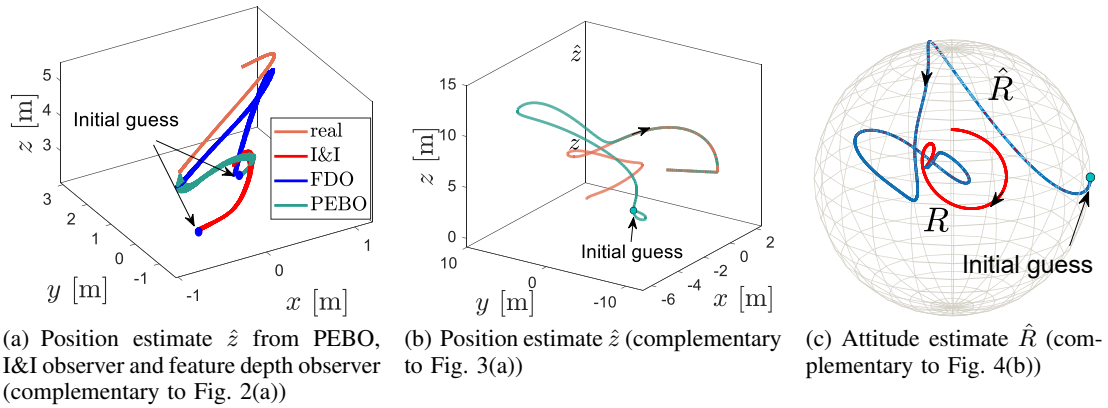 5
4
3
z [m]
Initial guess
real
I&I
FDO
PEBO
3
2
1
0
-1
y [m]
-1
0
1
x [m]
15
10
5
0
z [m]
ẑ
z
Initial guess
10
0
-10
y [m]
-6
-4
-2
0
2
x [m]
R̂
R
Initial guess
(a) Position estimate ẑ from PEBO,
I&I observer and feature depth observer
(complementary to Fig. 2(a))
(b) Position estimate ẑ (complementary
to Fig. 3(a))
(c) Attitude estimate R̂ (com-
plementary to Fig. 4(b))